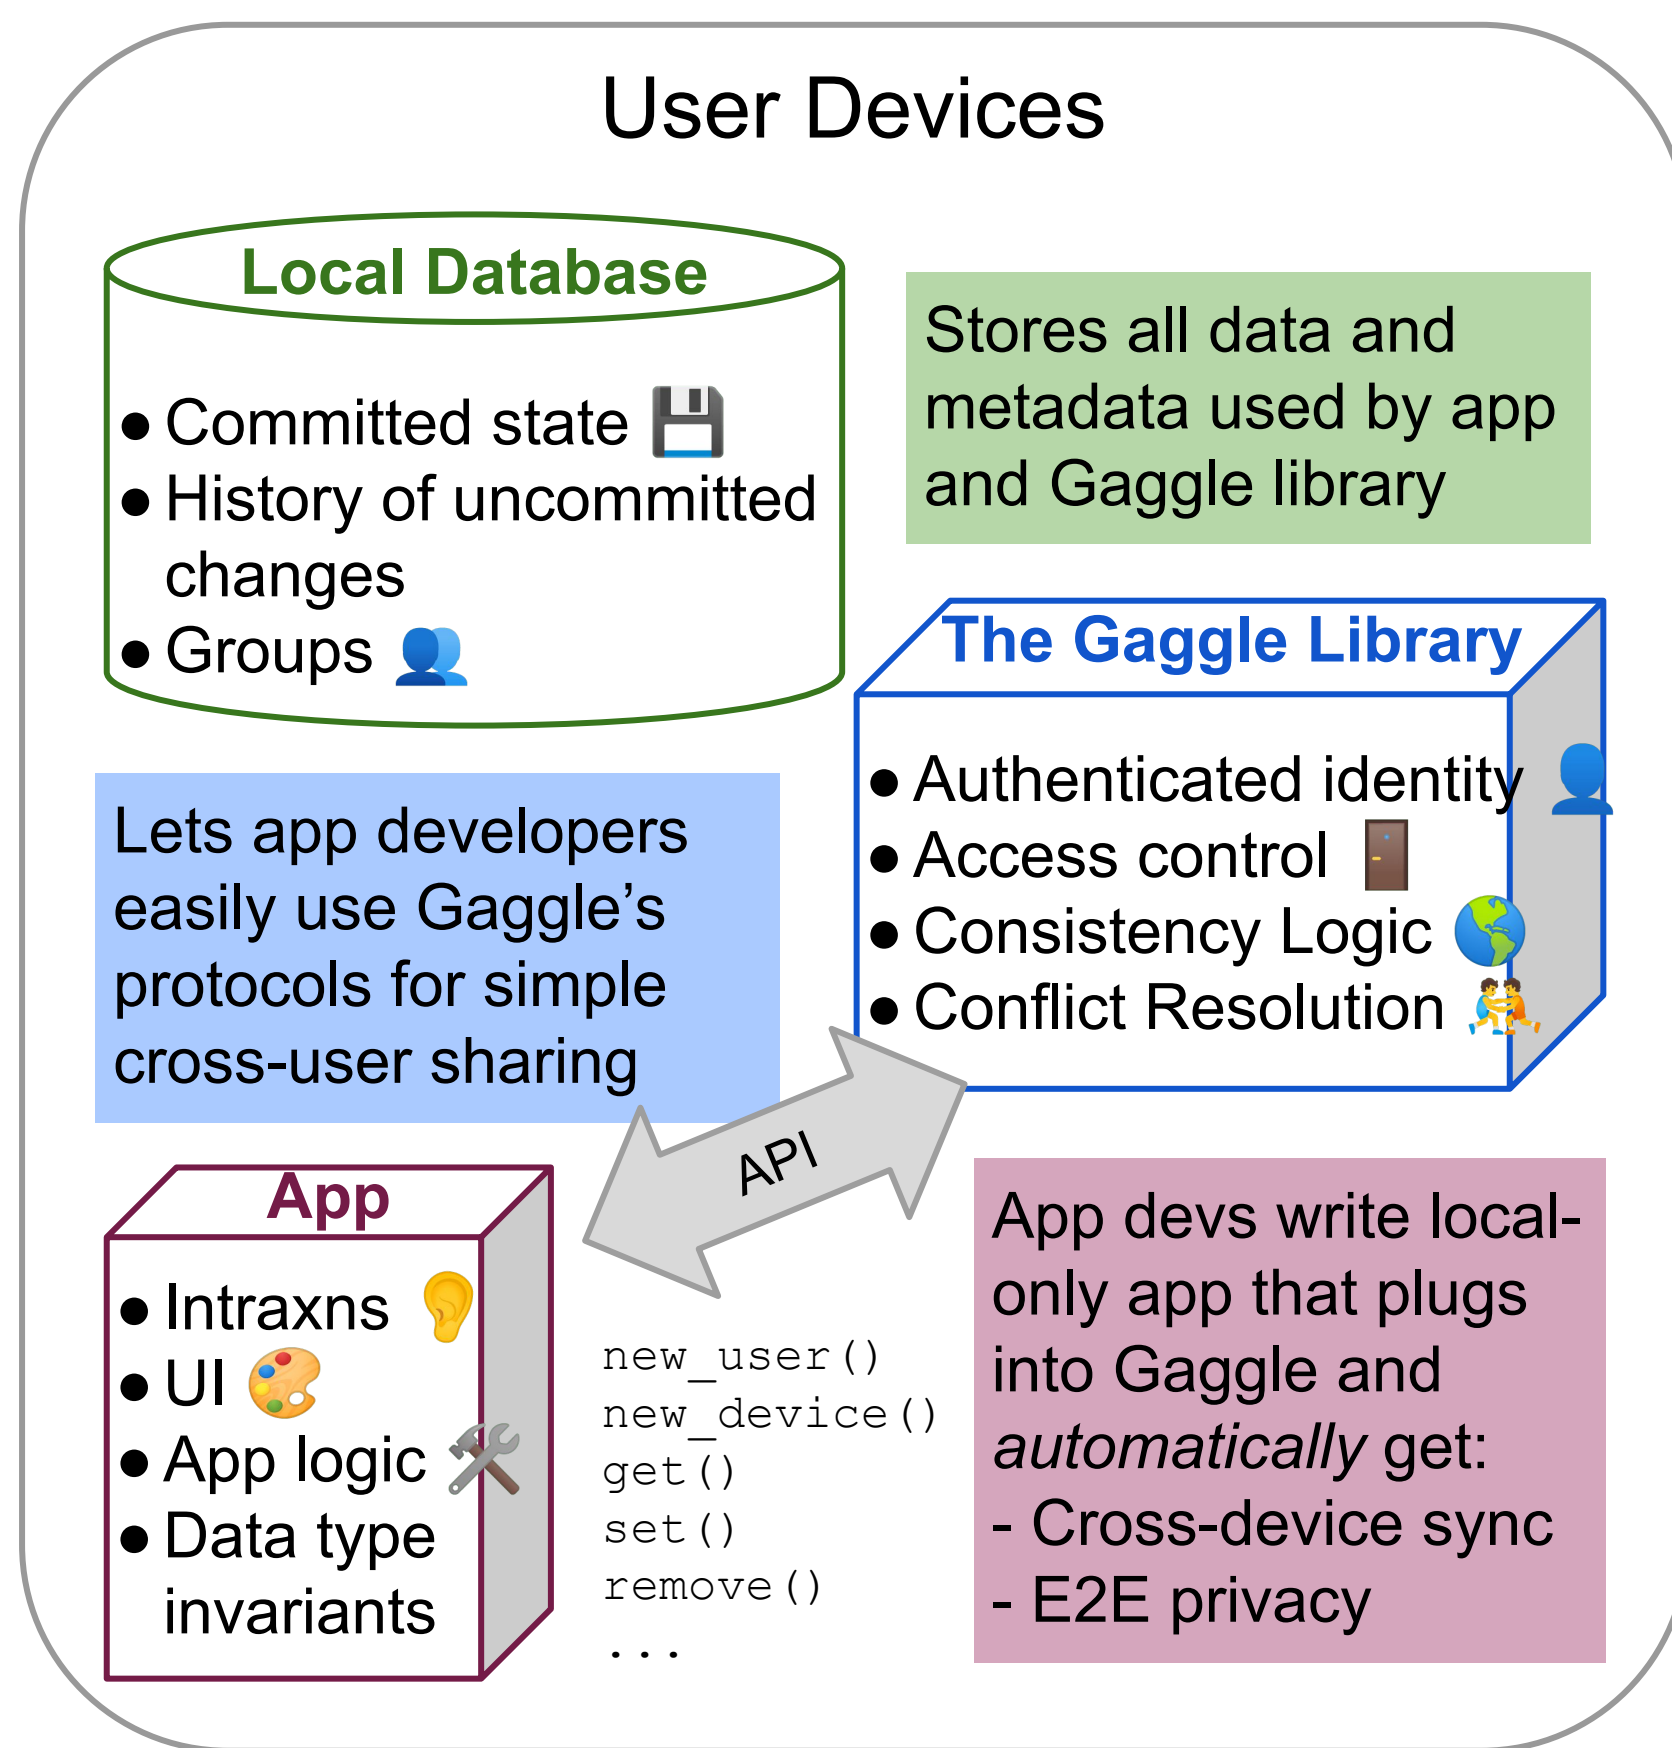 User Devices
Local Database
● Committed state
● History of uncommitted
changes
● Groups
Stores all data and
metadata used by app
and Gaggle library
The Gaggle Library
● Authenticated identity
● Access control
● Consistency Logic
● Conflict Resolution
Lets app developers
easily use Gaggle’s
protocols for simple
cross-user sharing
API
App
● Intraxns
● UI
● App logic
● Data type
invariants
new_user()
new_device()
get()
set()
remove()
...
App devs write local-
only app that plugs
into Gaggle and
automatically get:
- Cross-device sync
- E2E privacy